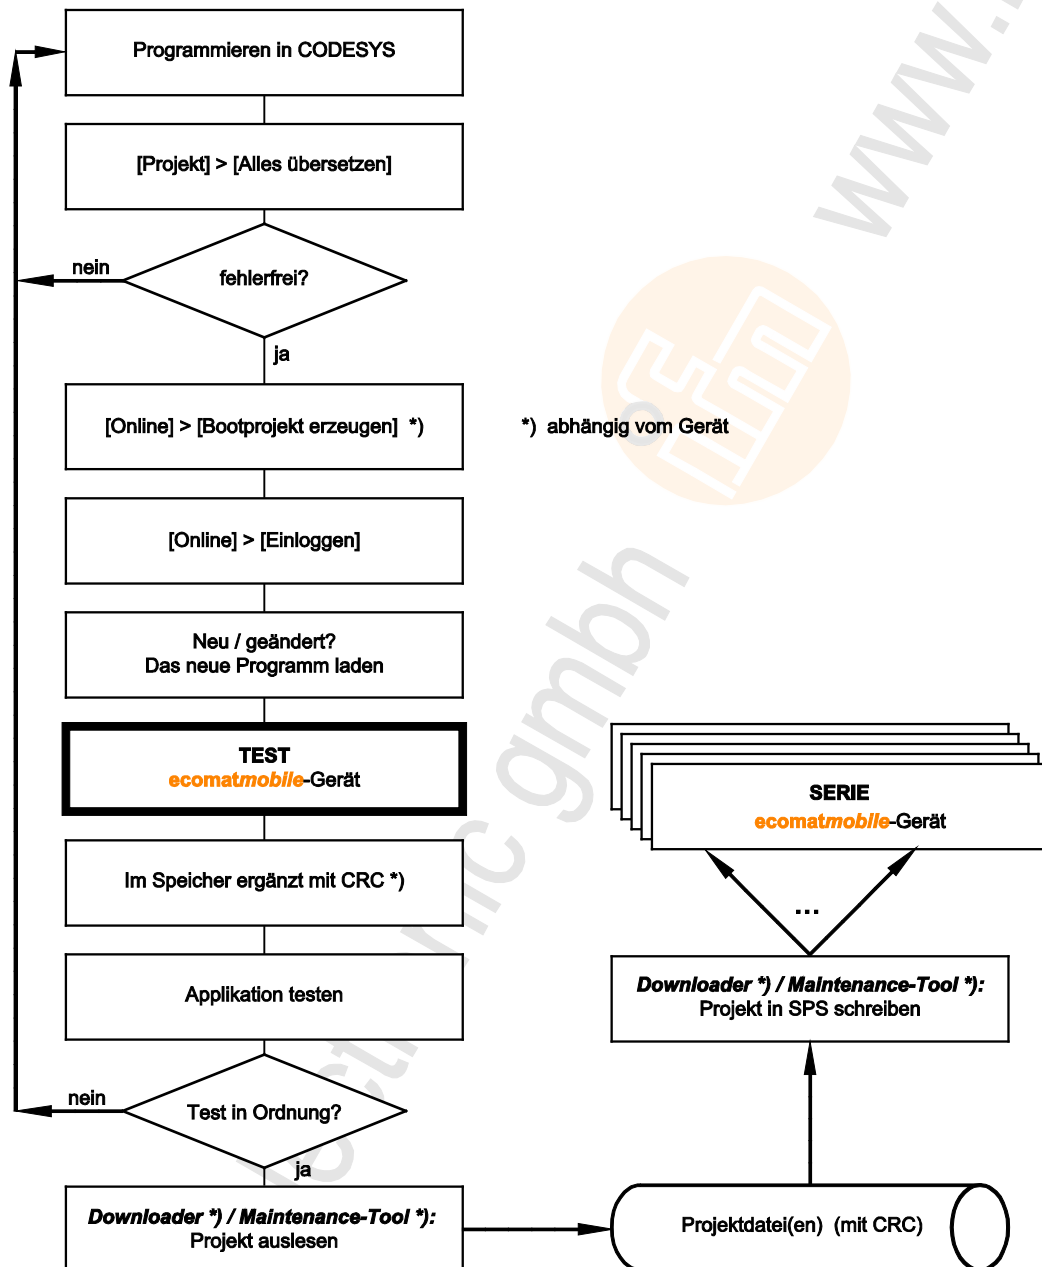 Programmieren in CODESYS
[Projekt] > [Alles übersetzen]
nein
fehlerfrei?
ja
[Online] > [Bootprojekt erzeugen] *)
*) abhängig vom Gerät
[Online] > [Einloggen]
Neu / geändert?
Das neue Programm laden
TEST
ecomatmobile-Gerät
Im Speicher ergänzt mit CRC *)
Applikation testen
nein
Test in Ordnung?
ja
Downloader *) / Maintenance-Tool *):
Projekt auslesen
Projektdatei(en) (mit CRC)
Downloader *) / Maintenance-Tool *):
Projekt in SPS schreiben
...
SERIE
ecomatmobile-Gerät
www.
ifm
gmbh